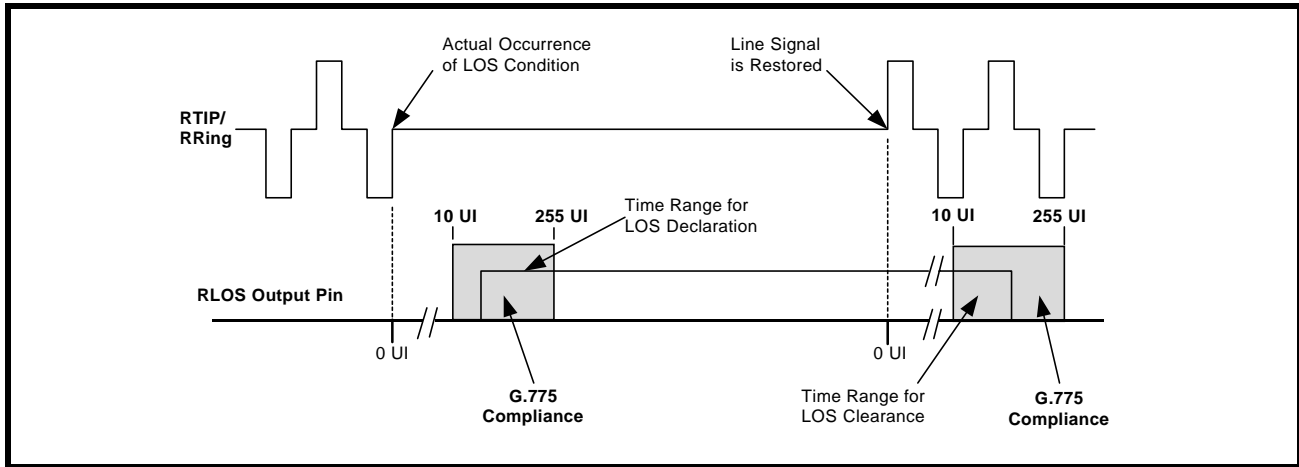 Actual Occurrence
of LOS Condition
Line Signal
is Restored
RTIP/
RRing
Time Range for
LOS Declaration
10 UI
255 UI
10 UI
255 UI
RLOS Output Pin
0 UI
0 UI
G.775
Compliance
Time Range for
LOS Clearance
G.775
Compliance